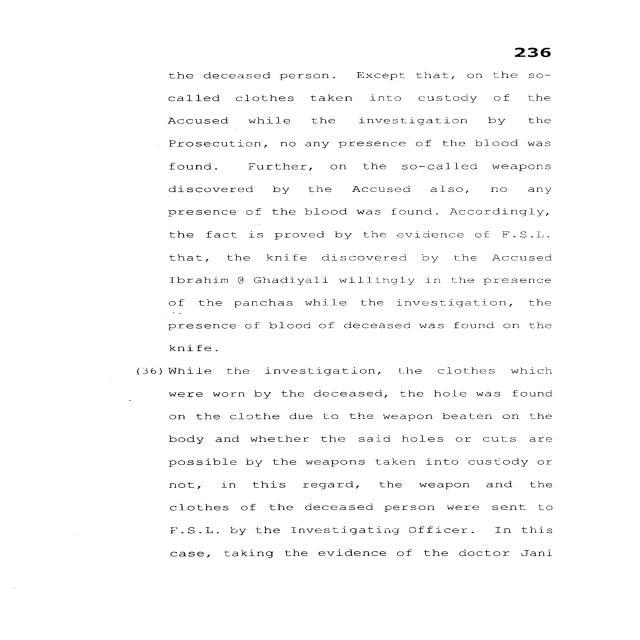 236
the deceased person. Except that, on the so-
called clothes taken into custody of the
Accused while the investigation by the
Prosecution, no any presence of the blood was
found. Further, on the so-called weapons
discovered by the Accused also, no any
presence of the blood was found. Accordingly,
the fact is proved by the evidence of F.S.L.
that, the knife discovered by the Accused
Ibrahim @ Ghadiyali willingly in the presence
of the panchas while the investigation, the
presence of blood of deceased was found on the
knife.
(36) While the investigation, the clothes which
were worn by the deceased, the hole was found
on the clothe due to the weapon beaten on the
body and whether the said holes or cuts are
possible by the weapons taken into custody or
not, in this regard, the weapon and the
clothes of the deceased person were sent to
F.S.L. by the Investigating Officer. In this
case, taking the evidence of the doctor Jani